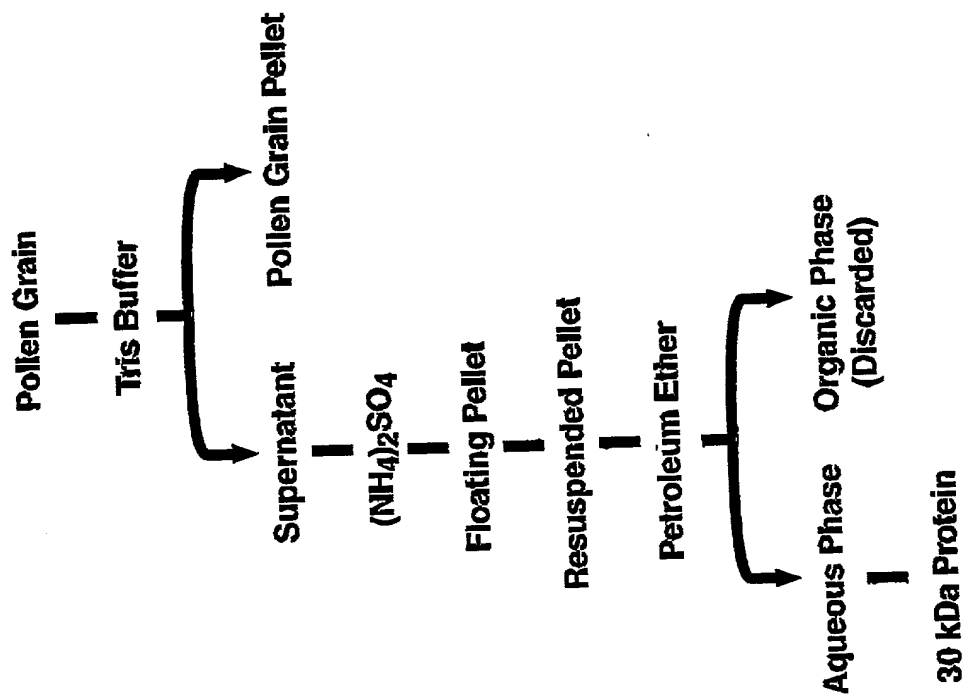 Pollen Grain
Tris Buffer
Supernatant
Pollen Grain Pellet
(NH4)2SO4
Floating Pellet
Resuspended Pellet
Petroleum Ether
Aqueous Phase
Organic Phase
(Discarded)
30 kDa Protein